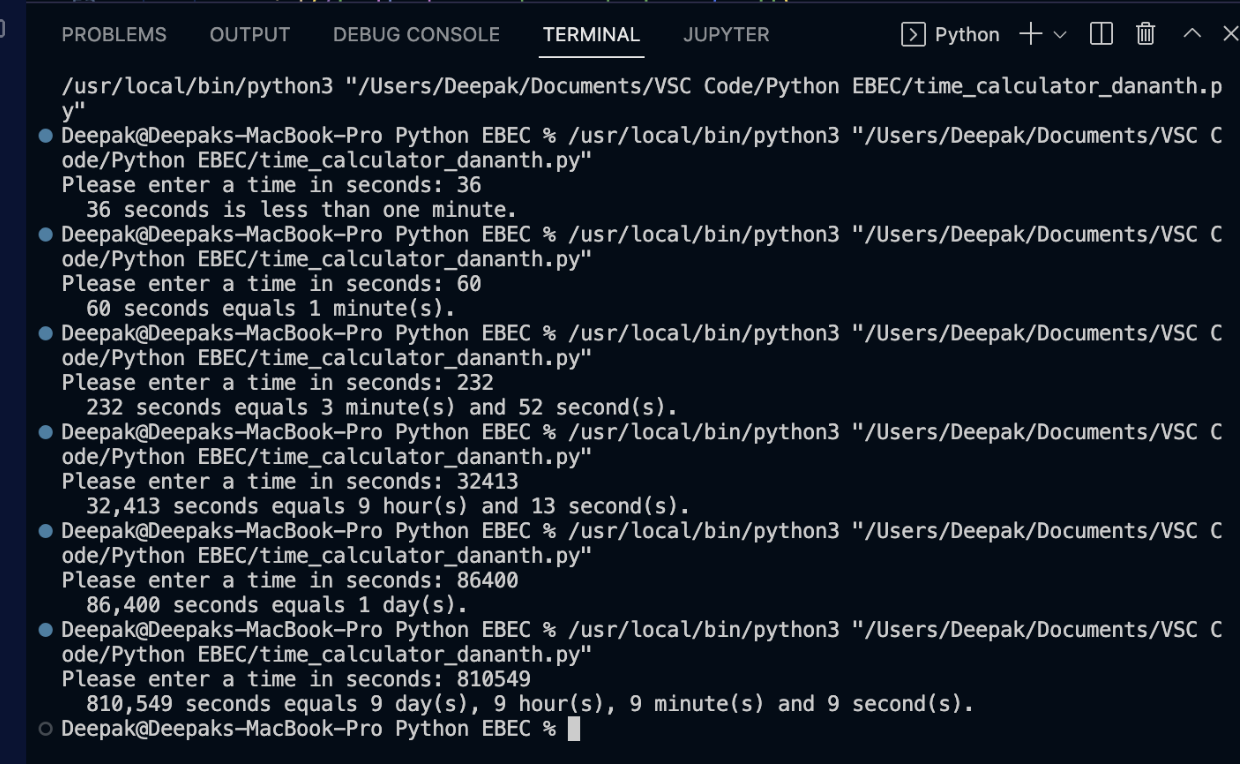 PROBLEMS OUTPUT DEBUG CONSOLE TERMINAL JUPYTER Python
/usr/local/bin/python3 "/Users/Deepak/Documents/VSC Code/Python EBEC/time_calculator_dananth.p
y"
Deepak@Deepaks-MacBook-Pro Python EBEC % /usr/local/bin/python3 "/Users/Deepak/Documents/VSC C
ode/Python EBEC/time_calculator_dananth.py"
Please enter a time in seconds: 36
  36 seconds is less than one minute.
Deepak@Deepaks-MacBook-Pro Python EBEC % /usr/local/bin/python3 "/Users/Deepak/Documents/VSC C
ode/Python EBEC/time_calculator_dananth.py"
Please enter a time in seconds: 60
  60 seconds equals 1 minute(s).
Deepak@Deepaks-MacBook-Pro Python EBEC % /usr/local/bin/python3 "/Users/Deepak/Documents/VSC C
ode/Python EBEC/time_calculator_dananth.py"
Please enter a time in seconds: 232
  232 seconds equals 3 minute(s) and 52 second(s).
Deepak@Deepaks-MacBook-Pro Python EBEC % /usr/local/bin/python3 "/Users/Deepak/Documents/VSC C
ode/Python EBEC/time_calculator_dananth.py"
Please enter a time in seconds: 32413
  32,413 seconds equals 9 hour(s) and 13 second(s).
Deepak@Deepaks-MacBook-Pro Python EBEC % /usr/local/bin/python3 "/Users/Deepak/Documents/VSC C
ode/Python EBEC/time_calculator_dananth.py"
Please enter a time in seconds: 86400
  86,400 seconds equals 1 day(s).
Deepak@Deepaks-MacBook-Pro Python EBEC % /usr/local/bin/python3 "/Users/Deepak/Documents/VSC C
ode/Python EBEC/time_calculator_dananth.py"
Please enter a time in seconds: 810549
  810,549 seconds equals 9 day(s), 9 hour(s), 9 minute(s) and 9 second(s).
Deepak@Deepaks-MacBook-Pro Python EBEC %